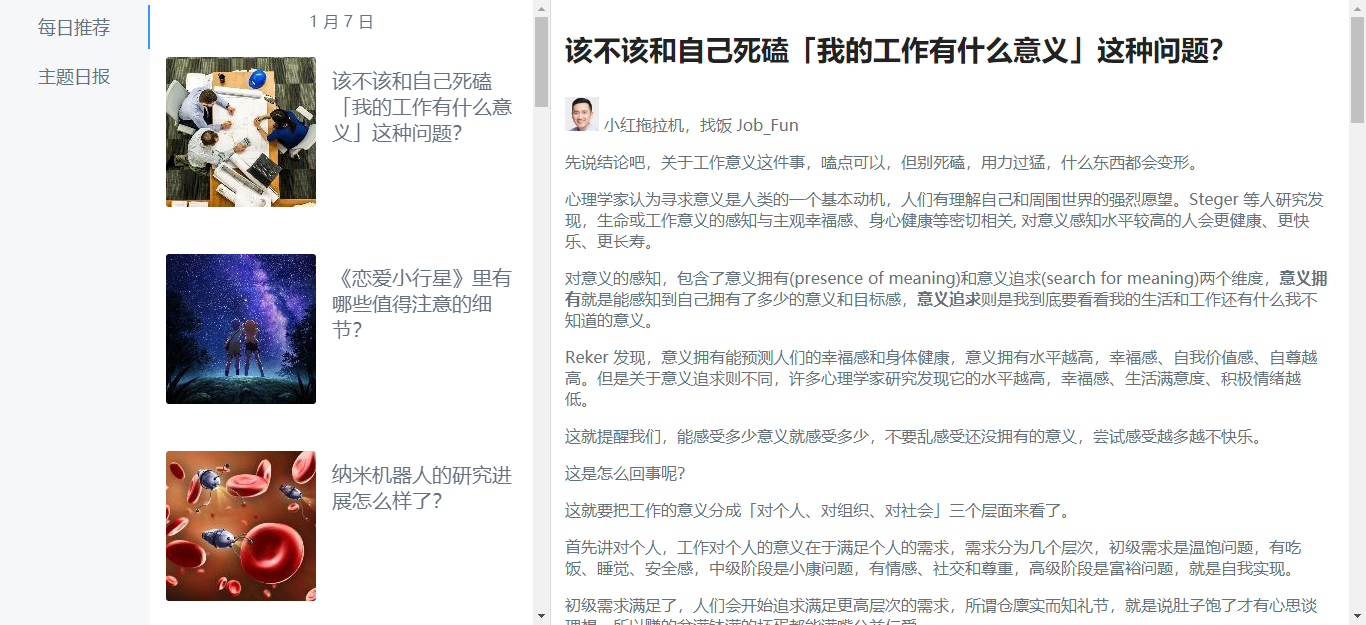 每日推荐
主题日报
1 月 7 日
该不该和自己死磕
「我的工作有什么意
义」这种问题？
《恋爱小行星》里有
哪些值得注意的细
节？
纳米机器人的研究进
展怎么样了？
该不该和自己死磕「我的工作有什么意义」这种问题？
小红拖拉机，找饭 Job_Fun
先说结论吧，关于工作意义这件事，嗑点可以，但别死磕，用力过猛，什么东西都会变形。
心理学家认为寻求意义是人类的一个基本动机，人们有理解自己和周围世界的强烈愿望。Steger 等人研究发
现，生命或工作意义的感知与主观幸福感、身心健康等密切相关, 对意义感知水平较高的人会更健康、更快
乐、更长寿。
对意义的感知，包含了意义拥有(presence of meaning)和意义追求(search for meaning)两个维度，意义拥
有就是能感知到自己拥有了多少的意义和目标感，意义追求则是我到底要看看我的生活和工作还有什么我不
知道的意义。
Reker 发现，意义拥有能预测人们的幸福感和身体健康，意义拥有水平越高，幸福感、自我价值感、自尊越
高。但是关于意义追求则不同，许多心理学家研究发现它的水平越高，幸福感、生活满意度、积极情绪越
低。
这就提醒我们，能感受多少意义就感受多少，不要乱感受还没拥有的意义，尝试感受越多越不快乐。
这是怎么回事呢？
这就要把工作的意义分成「对个人、对组织、对社会」三个层面来看了。
首先讲对个人，工作对个人的意义在于满足个人的需求，需求分为几个层次，初级需求是温饱问题，有吃
饭、睡觉、安全感，中级阶段是小康问题，有情感、社交和尊重，高级阶段是富裕问题，就是自我实现。
初级需求满足了，人们会开始追求满足更高层次的需求，所谓仓廪实而知礼节，就是说肚子饱了才有心思谈